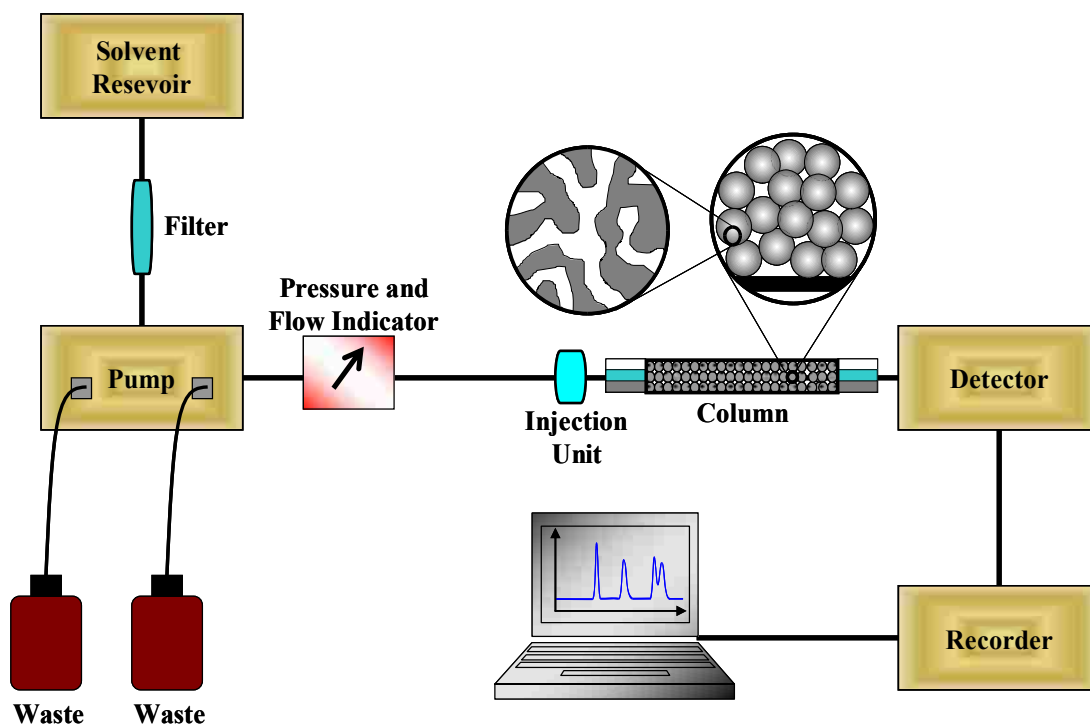 Solvent
Resevoir
Filter
Pressure and
Flow Indicator
Pump
Injection
Unit
Column
Detector
Recorder
Waste
Waste